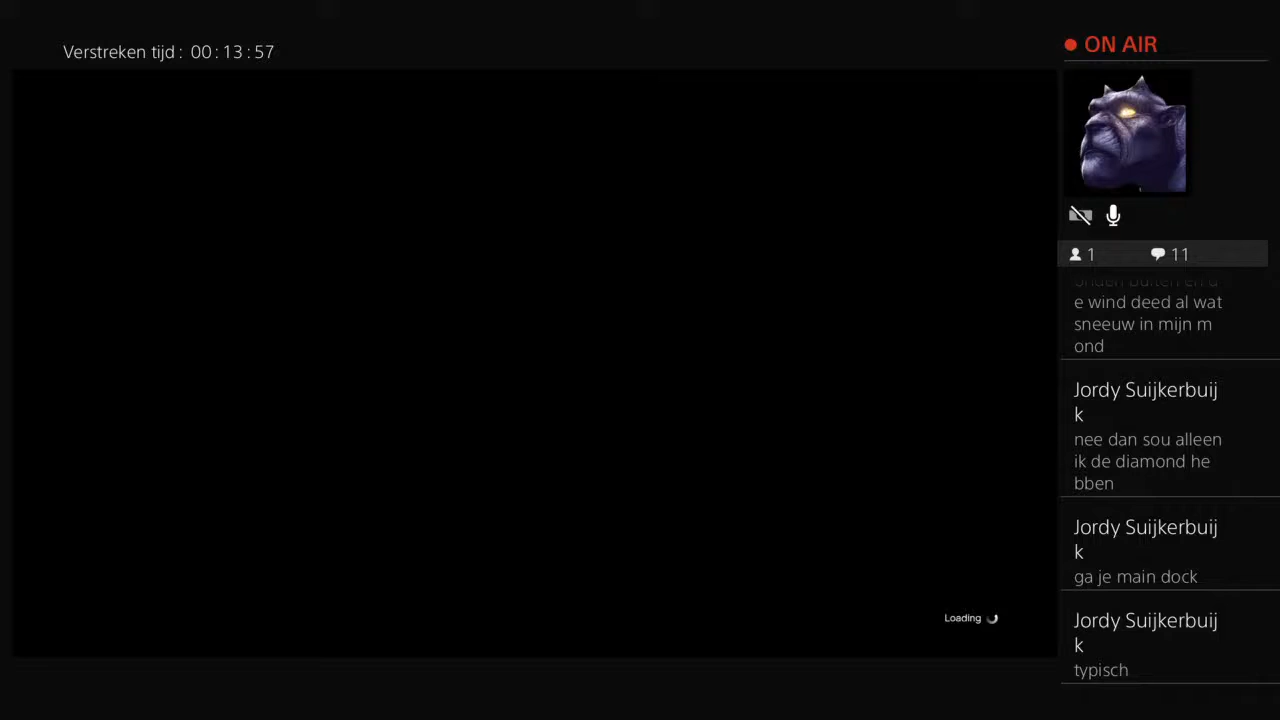 Verstreken tijd : 00 : 13 : 57
ON AIR
1 11
e wind deed al wat
sneeuw in mijn m
ond
Jordy Suijkerbuij
k
nee dan sou alleen
ik de diamond he
bben
Jordy Suijkerbuij
k
ga je main dock
Jordy Suijkerbuij
k
typisch
Loading